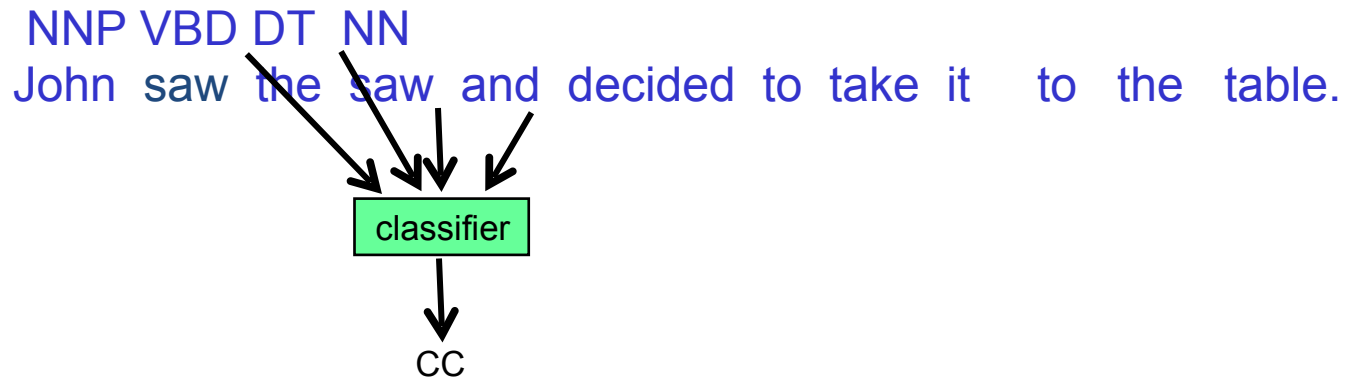 NNP VBD DT NN
John saw the saw and decided to take it to the table.
classifier
CC